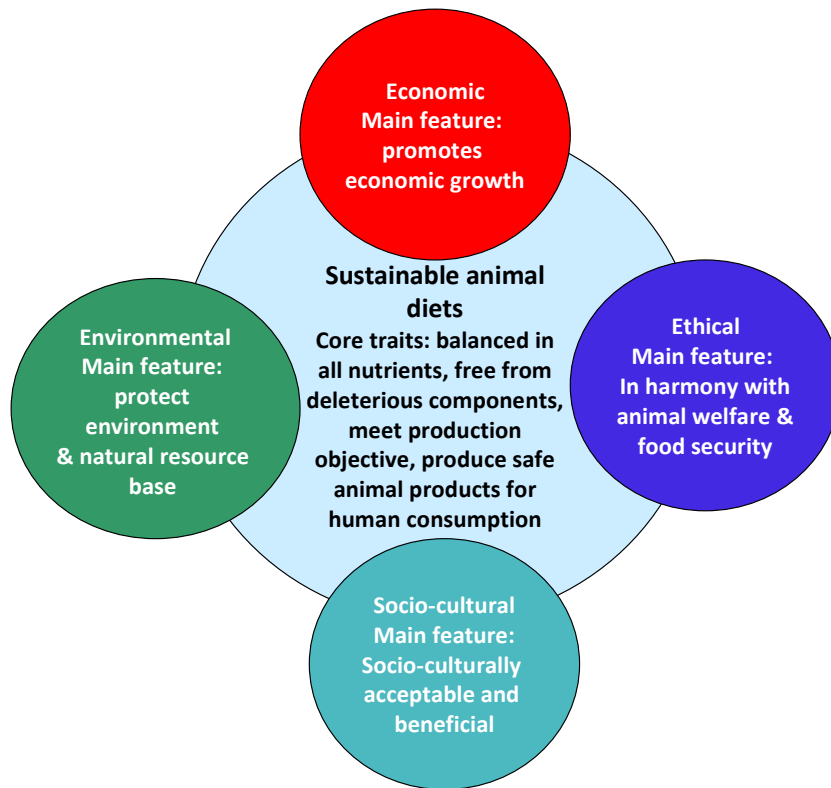 Economic
Main feature:
promotes
economic growth
Sustainable animal
diets
Core traits: balanced in
all nutrients, free from
deleterious components,
meet production
objective, produce safe
animal products for
human consumption
Environmental
Main feature:
protect
environment
& natural resource
base
Ethical
Main feature:
In harmony with
animal welfare &
food security
Socio-cultural
Main feature:
Socio-culturally
acceptable and
beneficial